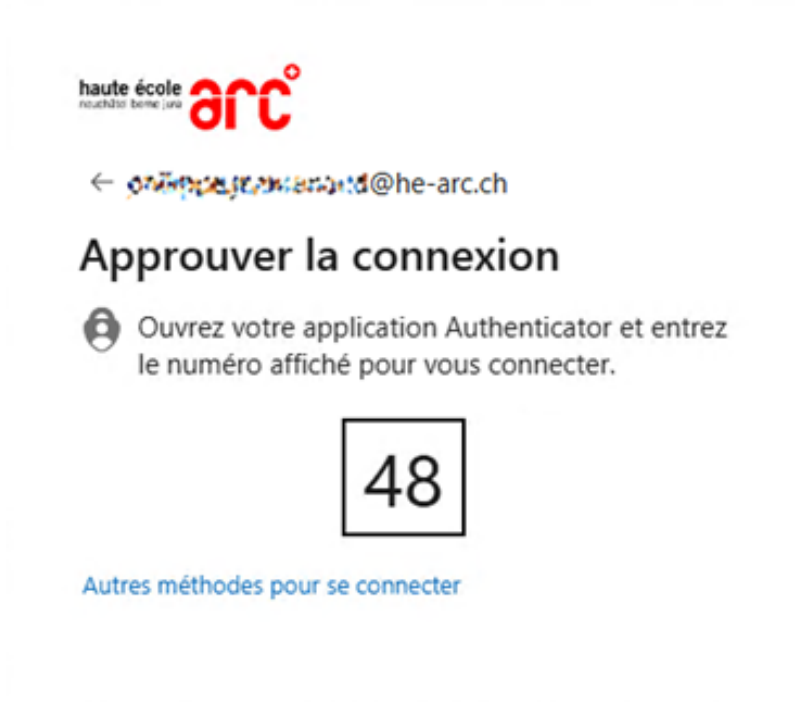 haute école
neuchâtel berne jura
arc
@he-arc.ch
Approuver la connexion
Ouvrez votre application Authenticator et entrez
le numéro affiché pour vous connecter.
48
Autres méthodes pour se connecter